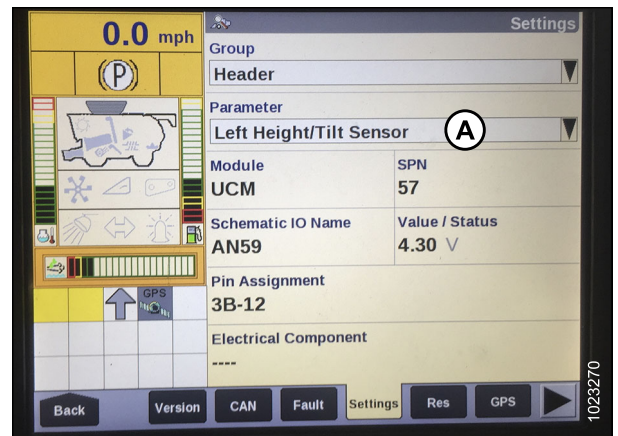 0.0 mph
(P)
GPS
Settings
Group
Header
Parameter
Left Height/Tilt Sensor
A
Module
UCM
SPN
57
Schematic IO Name
AN59
Value / Status
4.30 V
Pin Assignment
3B-12
Electrical Component
----
Back
Version
CAN
Fault
Settings
Res
GPS
1023270